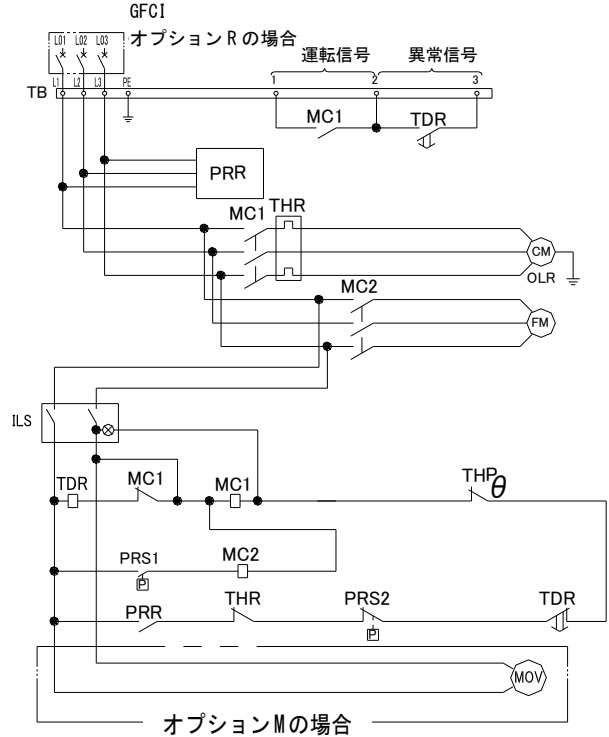 GFCI
L01 L02 L03
オプションRの場合
運転信号 異常信号
L1 L2 L3 PE
TB
1 2 3
MC1 TDR
PRR
MC1 THR
CM
OLR
MC2
FM
ILS
TDR MC1 MC1 THP θ
PRS1 MC2
P
PRR THR PRS2 TDR
P
MOV
オプションMの場合